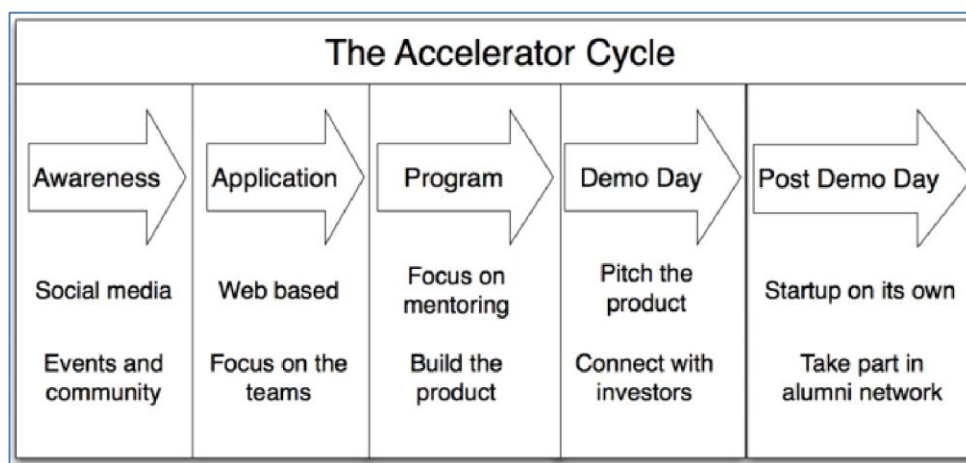 The Accelerator Cycle
Awareness
Social media
Events and
community
Application
Web based
Focus on the
teams
Program
Focus on
mentoring
Build the
product
Demo Day
Pitch the
product
Connect with
investors
Post Demo Day
Startup on its own
Take part in
alumni network